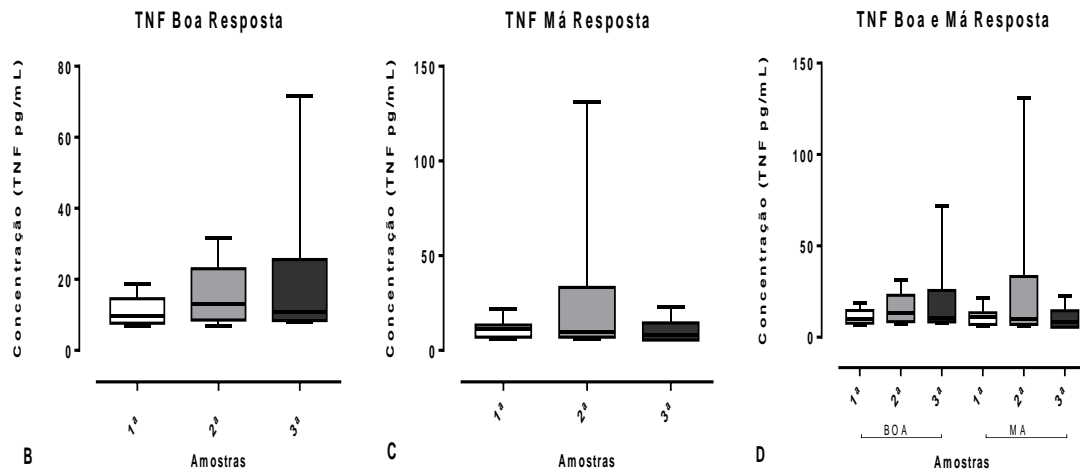 TNF Boa Resposta
Concentração (TNF pg/mL)
80
60
40
20
0
1ª
2ª
3ª
B
Amostras
TNF Má Resposta
Concentração (TNF pg/mL)
150
100
50
0
1ª
2ª
3ª
C
Amostras
TNF Boa e Má Resposta
Concentração (TNF pg/mL)
150
100
50
0
1ª
2ª
3ª
1ª
2ª
3ª
BOA
MA
D
Amostras